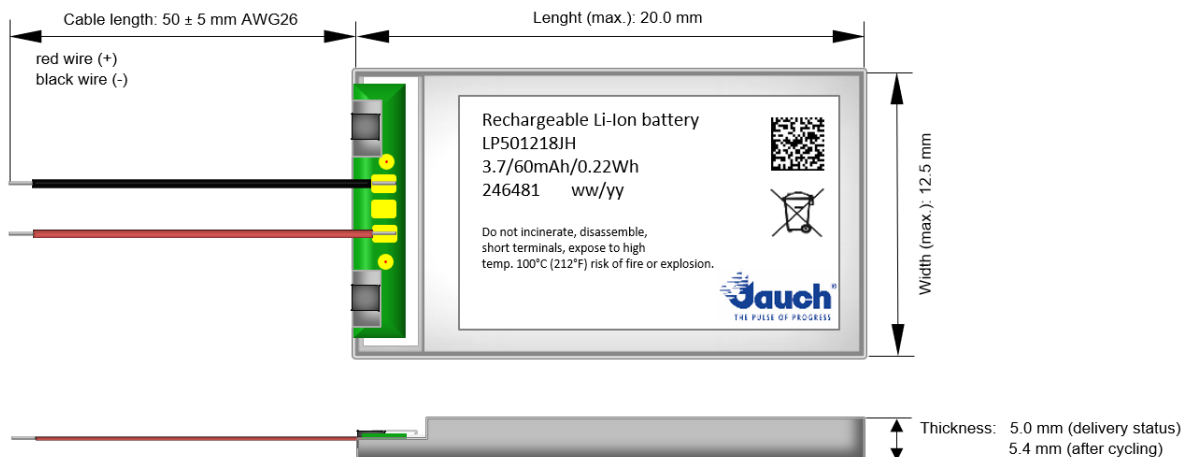 Cable length: 50 ± 5 mm AWG26
Lenght (max.): 20.0 mm
red wire (+)
black wire (-)
Rechargeable Li-Ion battery
LP501218JH
3.7/60mAh/0.22Wh
246481 ww/yy
Do not incinerate, disassemble,
short terminals, expose to high
temp. 100°C (212°F) risk of fire or explosion.
Jauch®
THE PULSE OF PROGRESS
Width (max.): 12.5 mm
Thickness: 5.0 mm (delivery status)
5.4 mm (after cycling)